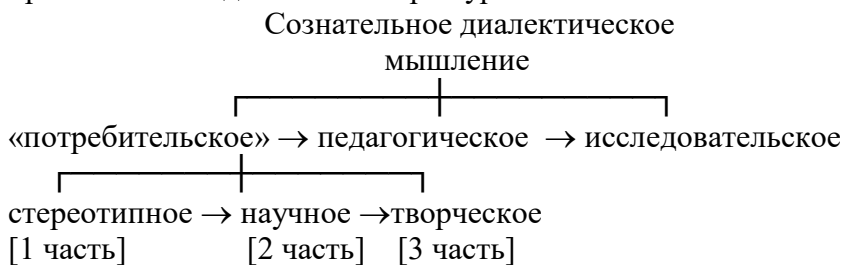 Сознательное диалектическое
мышление
«потребительское» → педагогическое → исследовательское
стереотипное → научное →творческое
[1 часть] [2 часть] [3 часть]